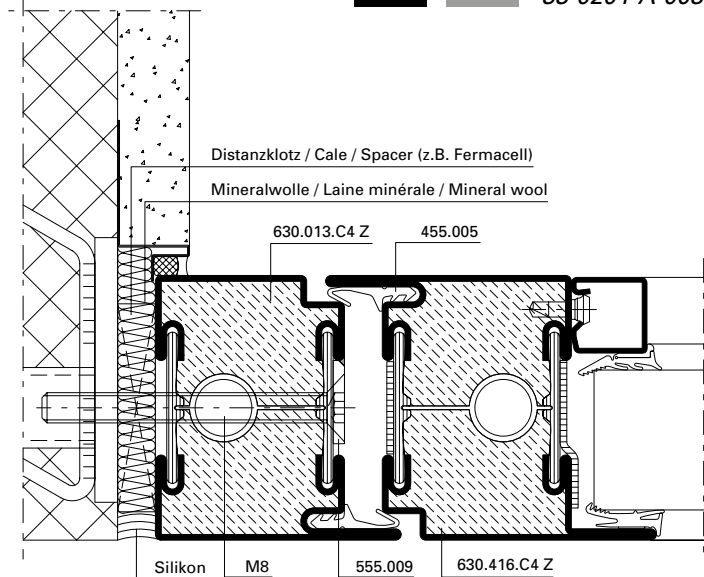 Distanzklotz / Cale / Spacer (z.B. Fermacell)
Mineralwolle / Laine minérale / Mineral wool
630.013.C4 Z 455.005
Silikon M8 555.009 630.416.C4 Z